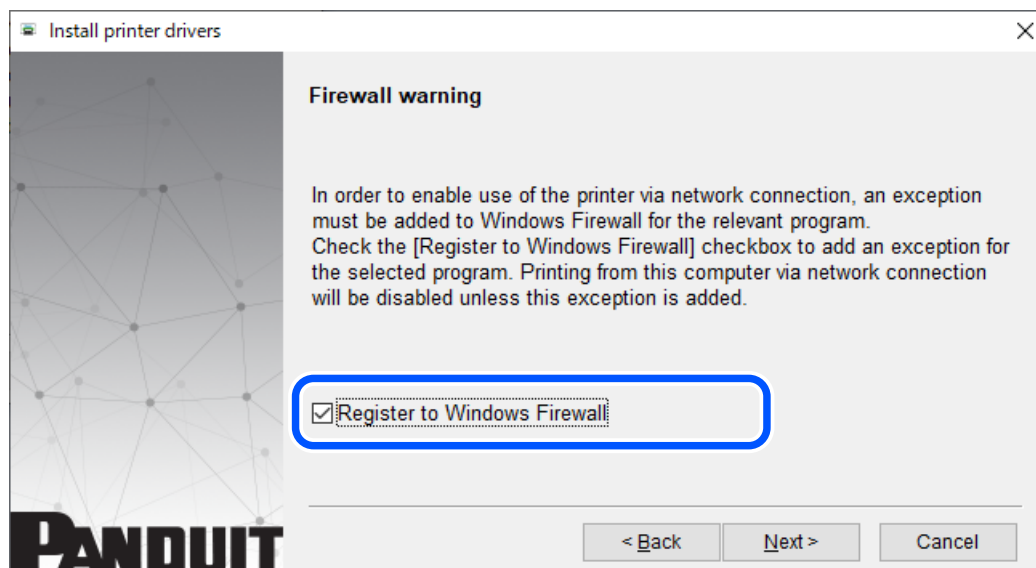 Install printer drivers
Firewall warning
In order to enable use of the printer via network connection, an exception
must be added to Windows Firewall for the relevant program.
Check the [Register to Windows Firewall] checkbox to add an exception for
the selected program. Printing from this computer via network connection
will be disabled unless this exception is added.
Register to Windows Firewall
PANDUIT
< Back
Next >
Cancel